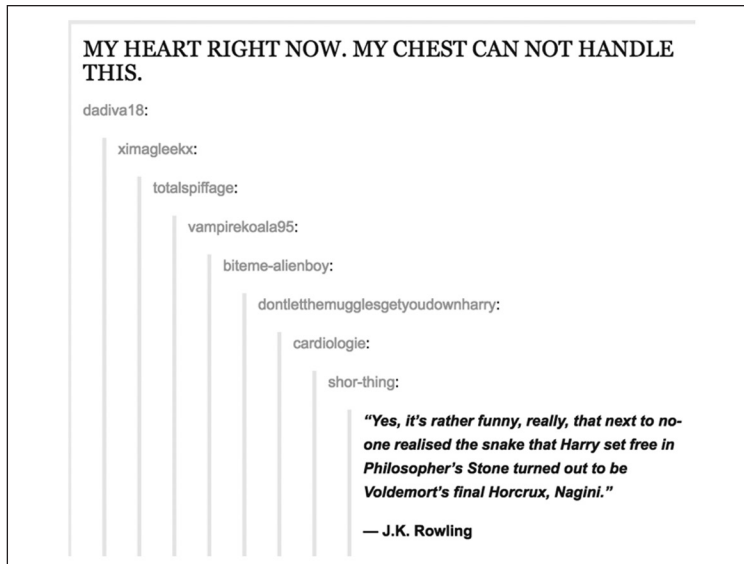 MY HEART RIGHT NOW. MY CHEST CAN NOT HANDLE
THIS.
dadiva18:
ximagleekx:
totalspiffage:
vampirekoala95:
biteme-alienboy:
dontletthemugglesgetyoudownharry:
cardiologie:
shor-thing:
“Yes, it’s rather funny, really, that next to no-
one realised the snake that Harry set free in
Philosopher’s Stone turned out to be
Voldemort’s final Horcrux, Nagini.”
— J.K. Rowling